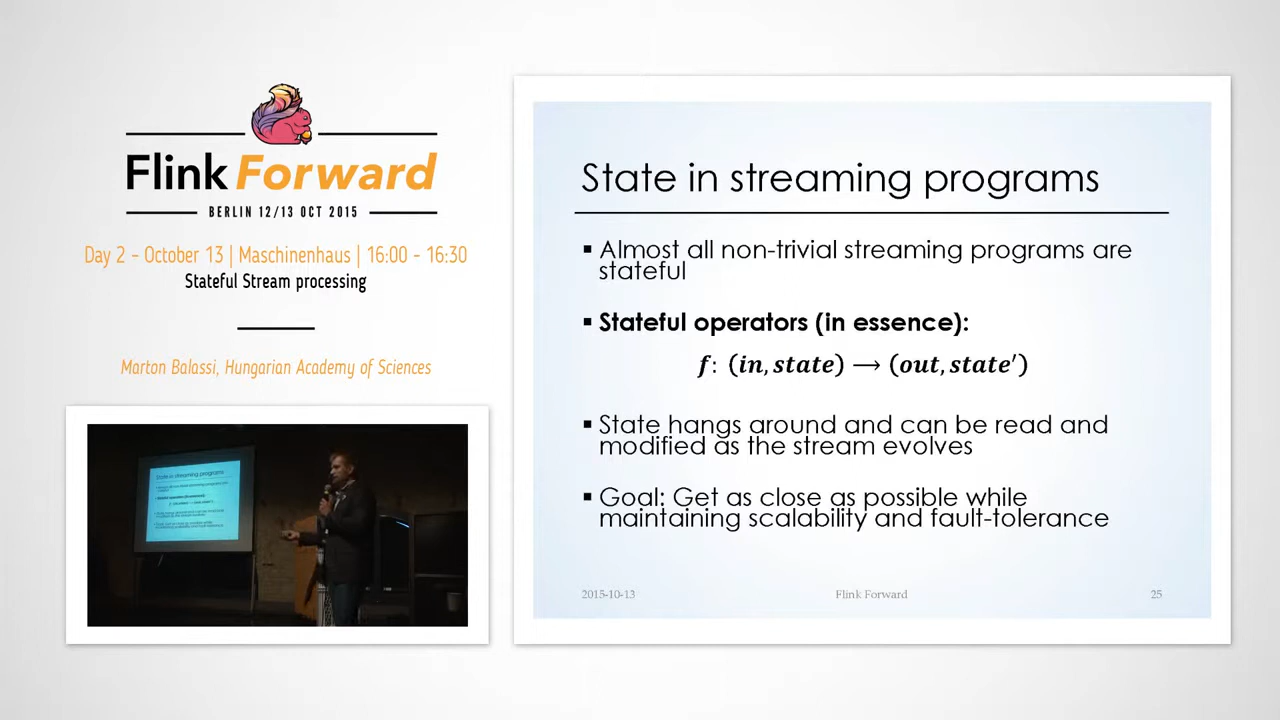 Flink Forward
BERLIN 12/13 OCT 2015
Day 2 - October 13 | Maschinenhaus | 16:00 - 16:30
Stateful Stream processing
Marton Balassi, Hungarian Academy of Sciences
State in streaming programs
State in streaming programs
▪ Almost all non-trivial streaming programs are
stateful
▪ Stateful operators (in essence):
f: (in, state) ⟶ (out, state′)
▪ State hangs around and can be read and
modified as the stream evolves
▪ Goal: Get as close as possible while
maintaining scalability and fault-tolerance
2015-10-13
Flink Forward
25